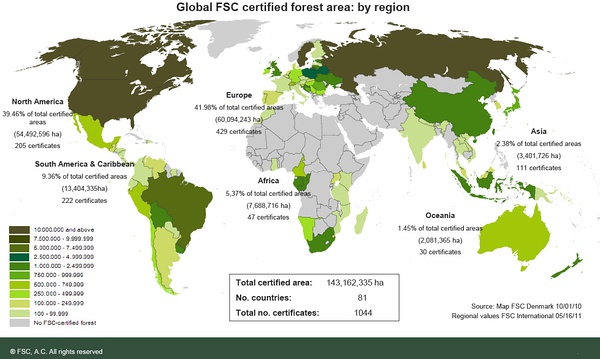 Global FSC certified forest area: by region
North America
39.46% of total certified
areas
(54,492,596 ha)
205 certificates
Europe
41.98% of total certified areas
(60,094,243 ha)
429 certificates
Asia
2.38% of total certified areas
(3,401,726 ha)
111 certificates
South America & Caribbean
9.36% of total certified areas
(13,404,335ha)
222 certificates
Africa
5,37% of total certified areas
(7,688,716 ha)
47 certificates
Oceania
1.45% of total certified areas
(2,081,365 ha)
30 certificates
10.000.000 and above
7,500.000 - 9.999.999
5.000.000 - 7,499.999
2,500.000 - 4,999.999
1,000.000 - 2,499.999
750.000 - 999.999
500.000 - 749.999
250.000 - 499.999
100.000 - 249.999
100 - 99.999
No FSC-certified forest
Total certified area: 143,162,335 ha
No. countries: 81
Total no. certificates: 1044
Source: Map FSC Denmark 10/01/10
Regional values FSC International 05/16/11
® FSC, A.C. All rights reserved